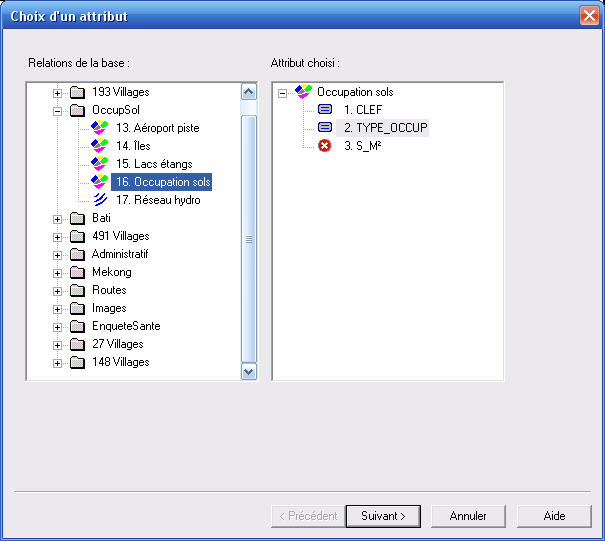 Choix d'un attribut
Relations de la base :
193 Villages
OccupSol
13. Aéroport piste
14. Îles
15. Lacs étangs
16. Occupation sols
17. Réseau hydro
Bati
491 Villages
Administratif
Mekong
Routes
Images
EnqueteSante
27 Villages
148 Villages
Attribut choisi :
Occupation sols
1. CLEF
2. TYPE_OCCUP
3. S_M²
< Précédent
Suivant >
Annuler
Aide